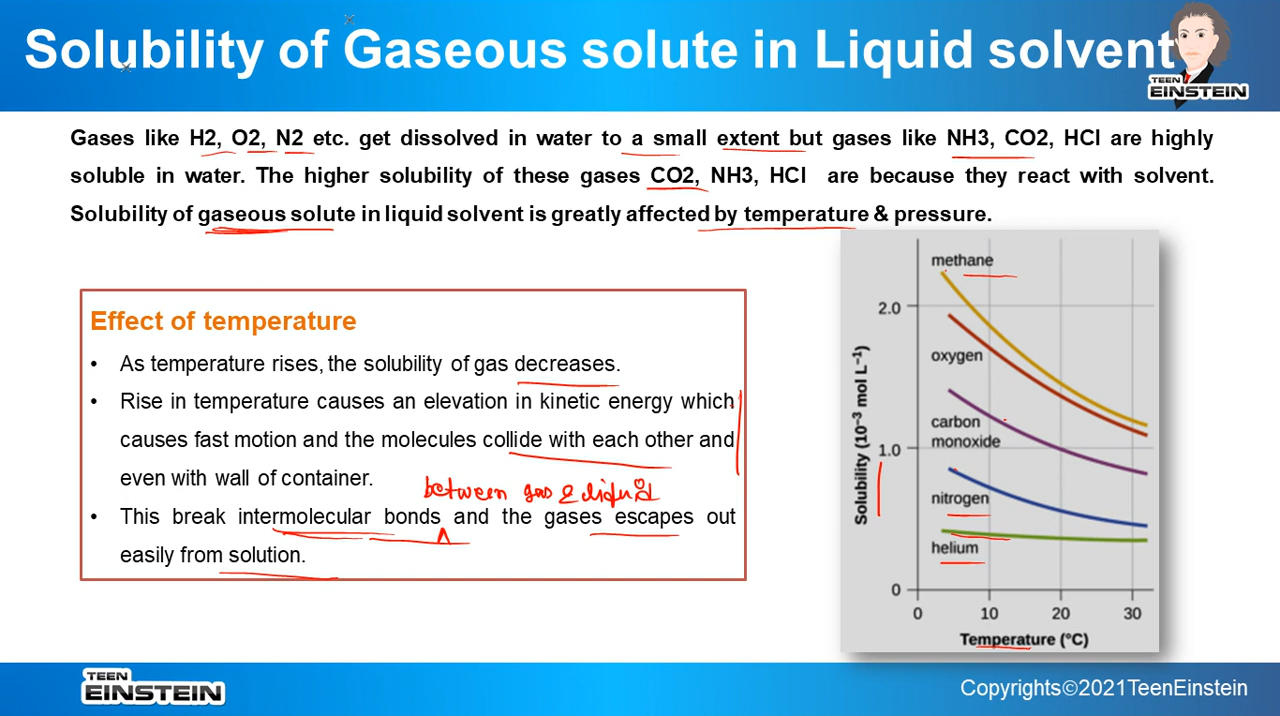 Solubility of Gaseous solute in Liquid solvent
TEEN
EINSTEIN
Gases like H2, O2, N2 etc. get dissolved in water to a small extent but gases like NH3, CO2, HCl are highly
soluble in water. The higher solubility of these gases CO2, NH3, HCl are because they react with solvent.
Solubility of gaseous solute in liquid solvent is greatly affected by temperature & pressure.
Effect of temperature
• As temperature rises, the solubility of gas decreases.
• Rise in temperature causes an elevation in kinetic energy which
causes fast motion and the molecules collide with each other and
even with wall of container.
between gas & liquid
• This break intermolecular bonds and the gases escapes out
easily from solution.
methane
2.0
oxygen
carbon
monoxide
1.0
nitrogen
helium
0
0 10 20 30
Temperature (°C)
Solubility (10⁻³ mol L⁻¹)
TEEN
EINSTEIN
Copyrights©2021TeenEinstein